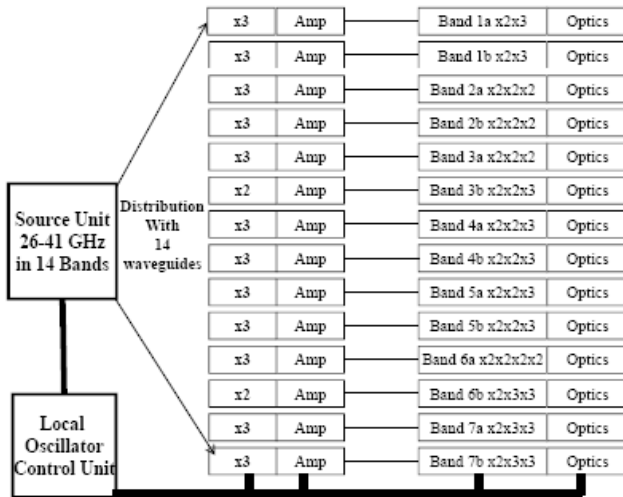 x3 Amp Band 1a x2x3 Optics
x3 Amp Band 1b x2x3 Optics
x3 Amp Band 2a x2x2x2 Optics
x3 Amp Band 2b x2x2x2 Optics
x3 Amp Band 3a x2x2x2 Optics
x2 Amp Band 3b x2x2x3 Optics
x3 Amp Band 4a x2x2x3 Optics
x3 Amp Band 4b x2x2x3 Optics
x3 Amp Band 5a x2x2x3 Optics
x3 Amp Band 5b x2x2x3 Optics
x3 Amp Band 6a x2x2x2x2 Optics
x2 Amp Band 6b x2x3x3 Optics
x3 Amp Band 7a x2x3x3 Optics
x3 Amp Band 7b x2x3x3 Optics
Source Unit
26-41 GHz
in 14 Bands
Distribution
With
14
waveguides
Local
Oscillator
Control Unit